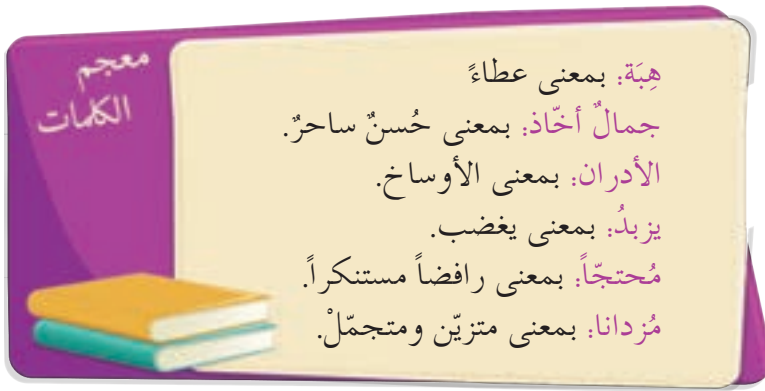 معجم
الكلمات
هِبَة: بمعنى عطاءً
جمالٌ أخّاذ: بمعنى حُسنٌ ساحرٌ.
الأدران: بمعنى الأوساخ.
يزبدُ: بمعنى يغضب.
مُحتجّاً: بمعنى رافضاً مستنكراً.
مُزدانا: بمعنى متزيّن ومتجمّلْ.